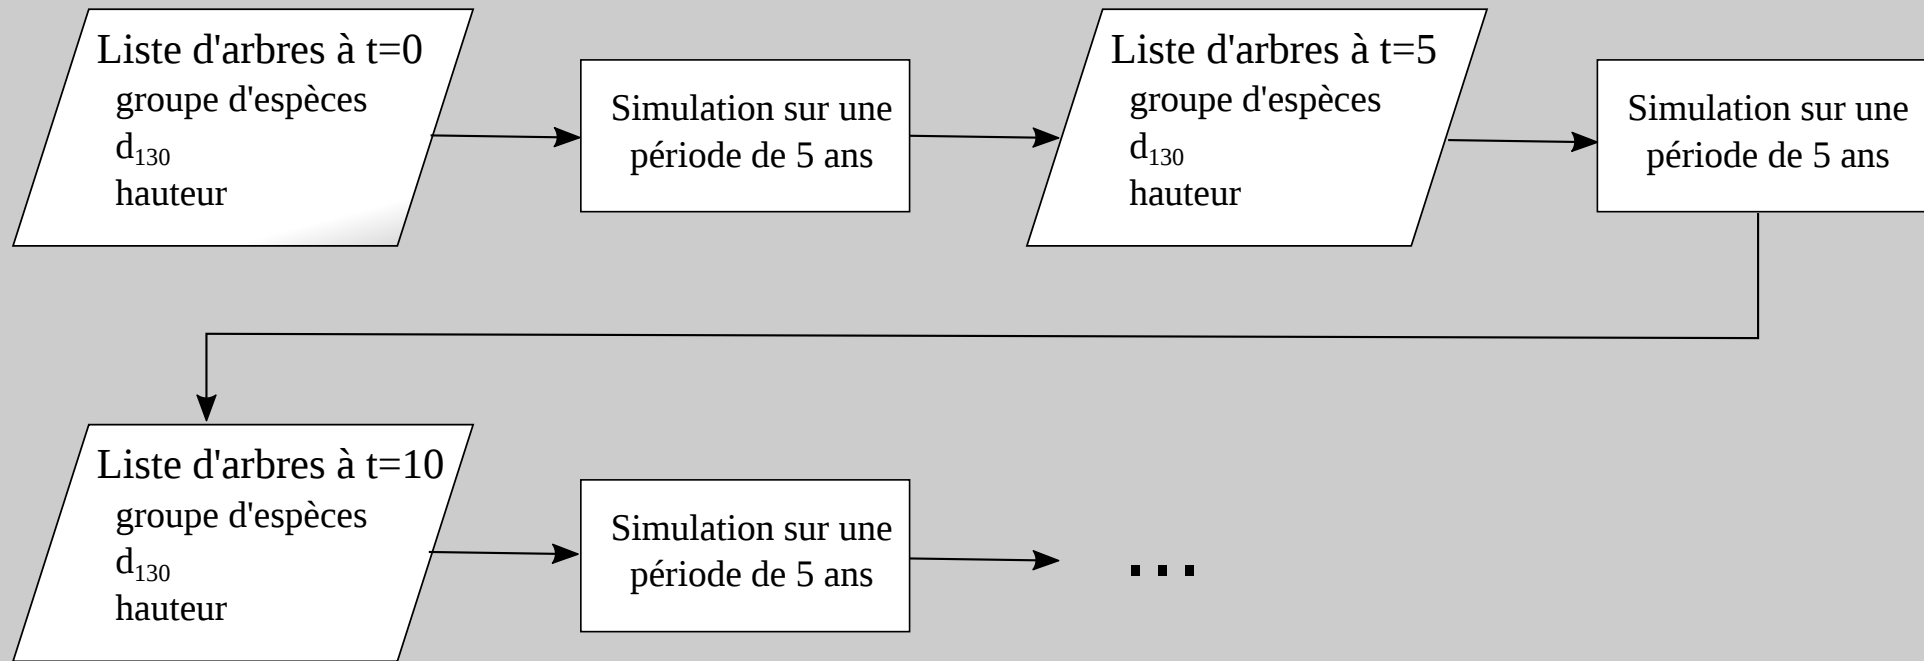 Liste d'arbres à t=0
groupe d'espèces
d₁₃₀
hauteur
Simulation sur une
période de 5 ans
Liste d'arbres à t=5
groupe d'espèces
d₁₃₀
hauteur
Simulation sur une
période de 5 ans
Liste d'arbres à t=10
groupe d'espèces
d₁₃₀
hauteur
Simulation sur une
période de 5 ans
...